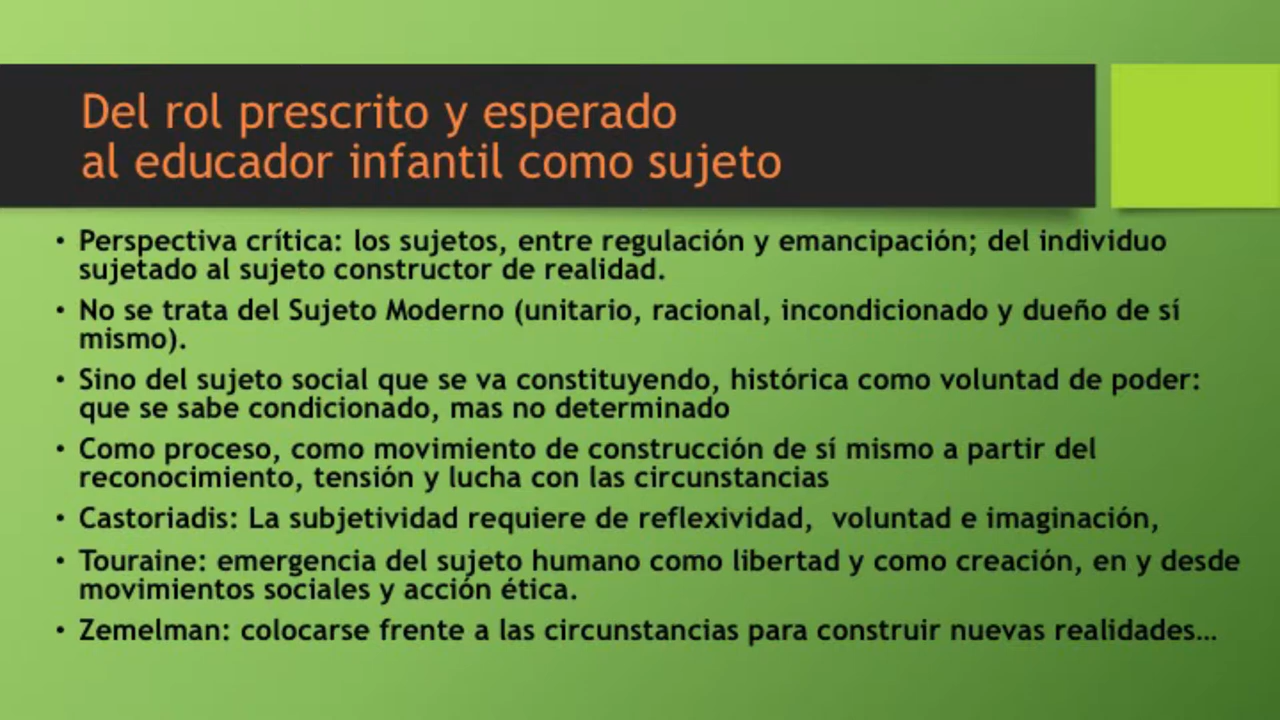 Del rol prescrito y esperado
al educador infantil como sujeto
• Perspectiva crítica: los sujetos, entre regulación y emancipación; del individuo
sujetado al sujeto constructor de realidad.
• No se trata del Sujeto Moderno (unitario, racional, incondicionado y dueño de sí
mismo).
• Sino del sujeto social que se va constituyendo, histórica como voluntad de poder:
que se sabe condicionado, mas no determinado
• Como proceso, como movimiento de construcción de sí mismo a partir del
reconocimiento, tensión y lucha con las circunstancias
• Castoriadis: La subjetividad requiere de reflexividad,  voluntad e imaginación,
• Touraine: emergencia del sujeto humano como libertad y como creación, en y desde
movimientos sociales y acción ética.
• Zemelman: colocarse frente a las circunstancias para construir nuevas realidades…